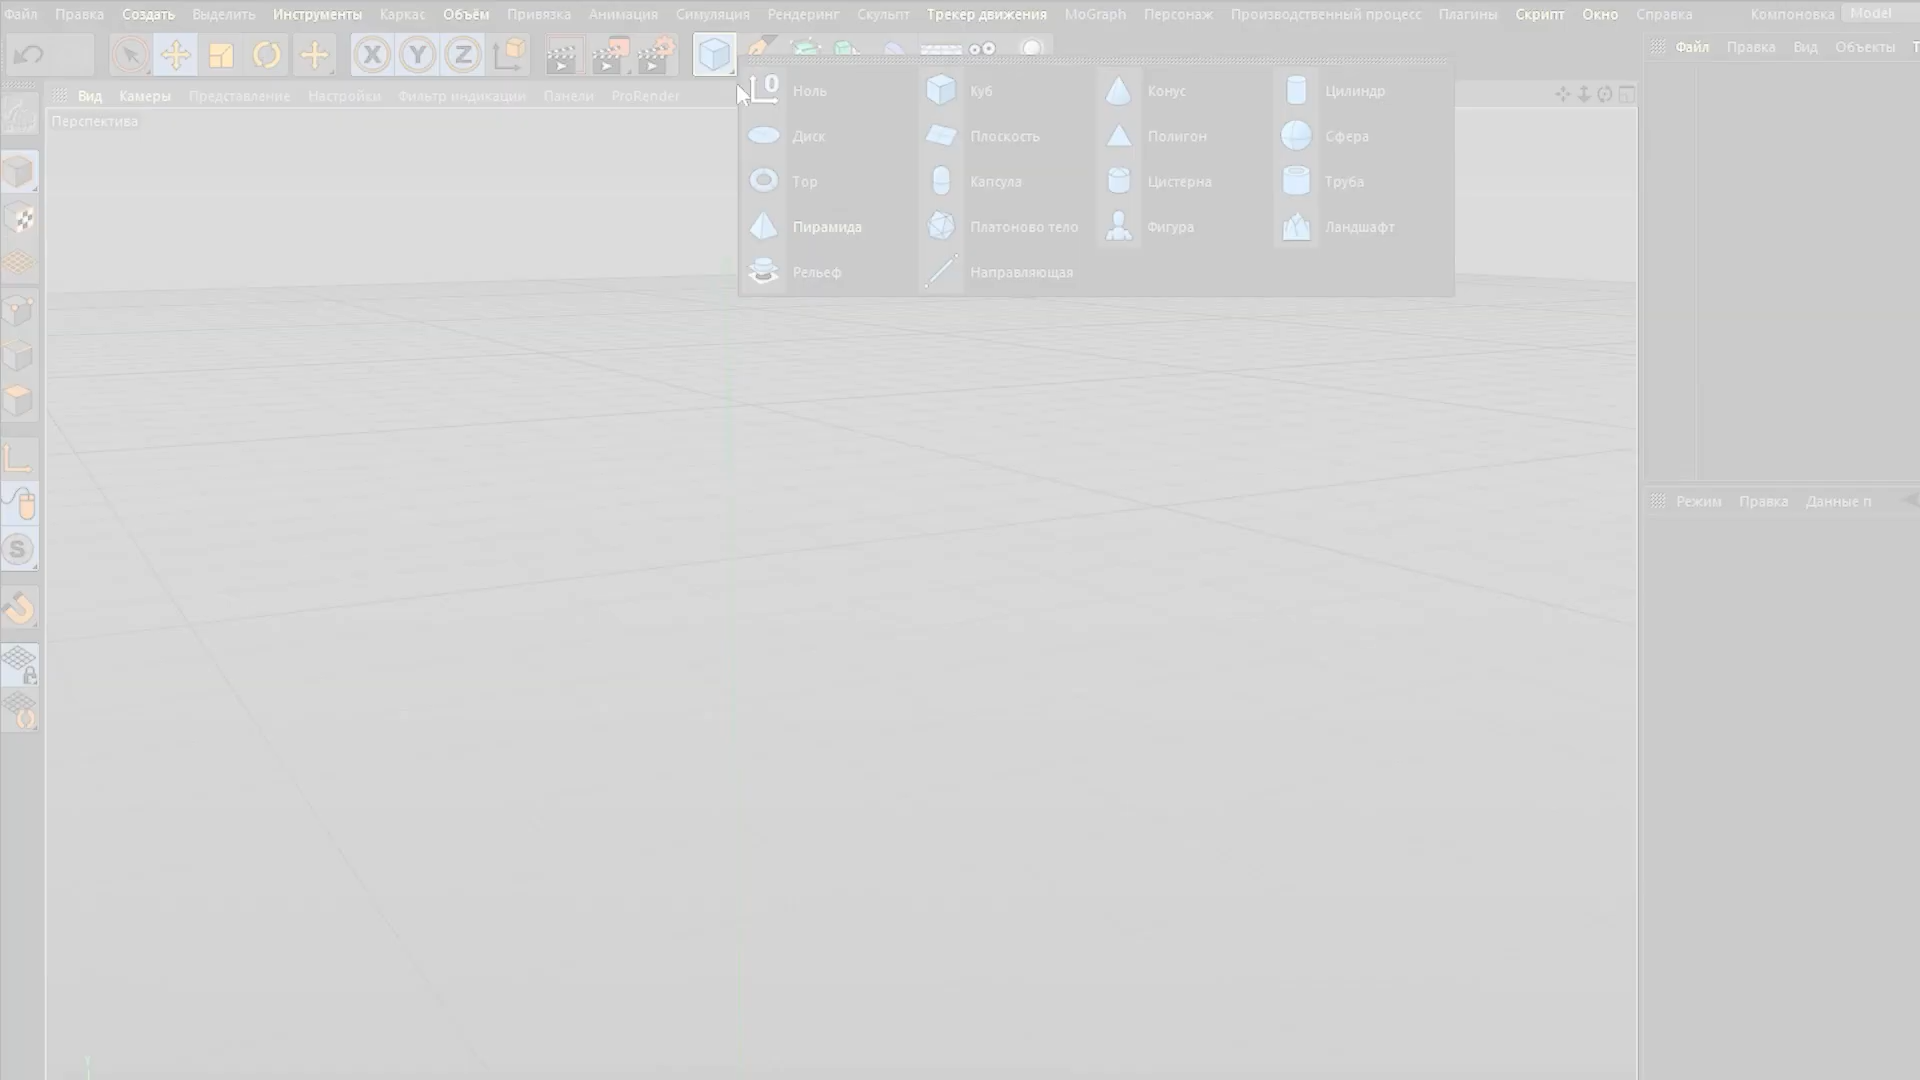 Файл Правка Создать Выделить Инструменты Каркас Объём Привязка Анимация Симуляция Рендеринг Скульпт Трекер движения MoGraph Персонаж Производственный процесс Плагины Скрипт Окно Справка Компоновка Model
X Y Z
Файл Правка Вид Объекты Т
Вид Камеры Представление Настройки Фильтр индикации Панели ProRender
Перспектива
0 Ноль Куб Конус Цилиндр
Диск Плоскость Полигон Сфера
Тор Капсула Цистерна Труба
Пирамида Платоново тело Фигура Ландшафт
Рельеф Направляющая
Режим Правка Данные п
S
Y